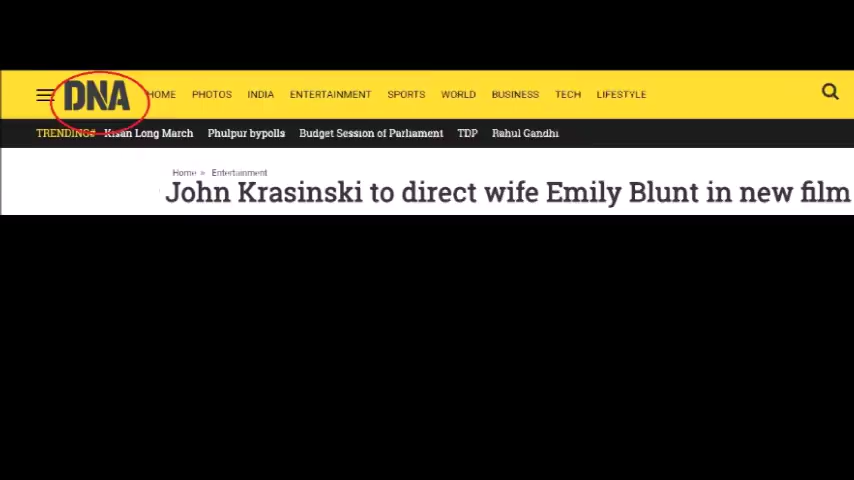 DNA HOME PHOTOS INDIA ENTERTAINMENT SPORTS WORLD BUSINESS TECH LIFESTYLE
TRENDING# Kisan Long March Phulpur bypolls Budget Session of Parliament TDP Rahul Gandhi
Home » Entertainment
John Krasinski to direct wife Emily Blunt in new film